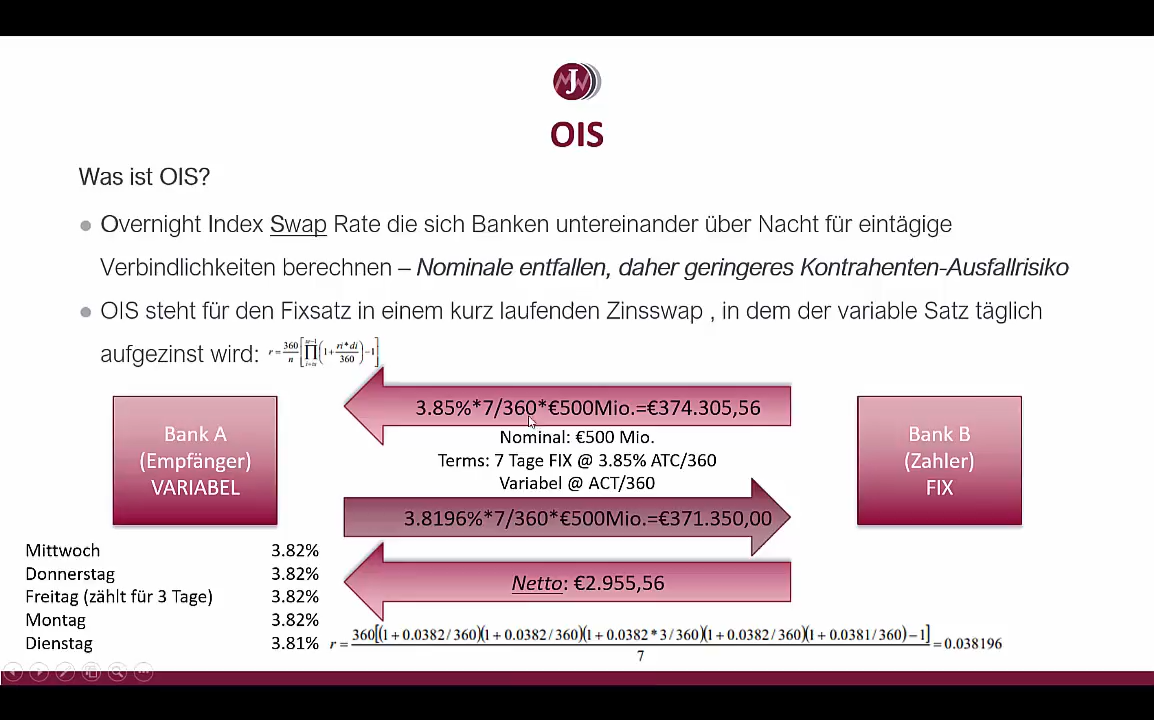 J
OIS
Was ist OIS?
Overnight Index Swap Rate die sich Banken untereinander über Nacht für eintägige
Verbindlichkeiten berechnen – Nominale entfallen, daher geringeres Kontrahenten-Ausfallrisiko
OIS steht für den Fixsatz in einem kurz laufenden Zinsswap , in dem der variable Satz täglich
aufgezinst wird: r = 360/n [∏ (1 + ri * di / 360) − 1]
3.85%*7/360*€500Mio.=€374.305,56
Bank A
(Empfänger)
VARIABEL
Nominal: €500 Mio.
Terms: 7 Tage FIX @ 3.85% ATC/360
Variabel @ ACT/360
Bank B
(Zahler)
FIX
3.8196%*7/360*€500Mio.=€371.350,00
Netto: €2.955,56
Mittwoch 3.82%
Donnerstag 3.82%
Freitag (zählt für 3 Tage) 3.82%
Montag 3.82%
Dienstag 3.81%
r = 360[(1 + 0.0382 / 360)(1 + 0.0382 / 360)(1 + 0.0382 * 3 / 360)(1 + 0.0382 / 360)(1 + 0.0381 / 360) − 1] / 7 = 0.038196